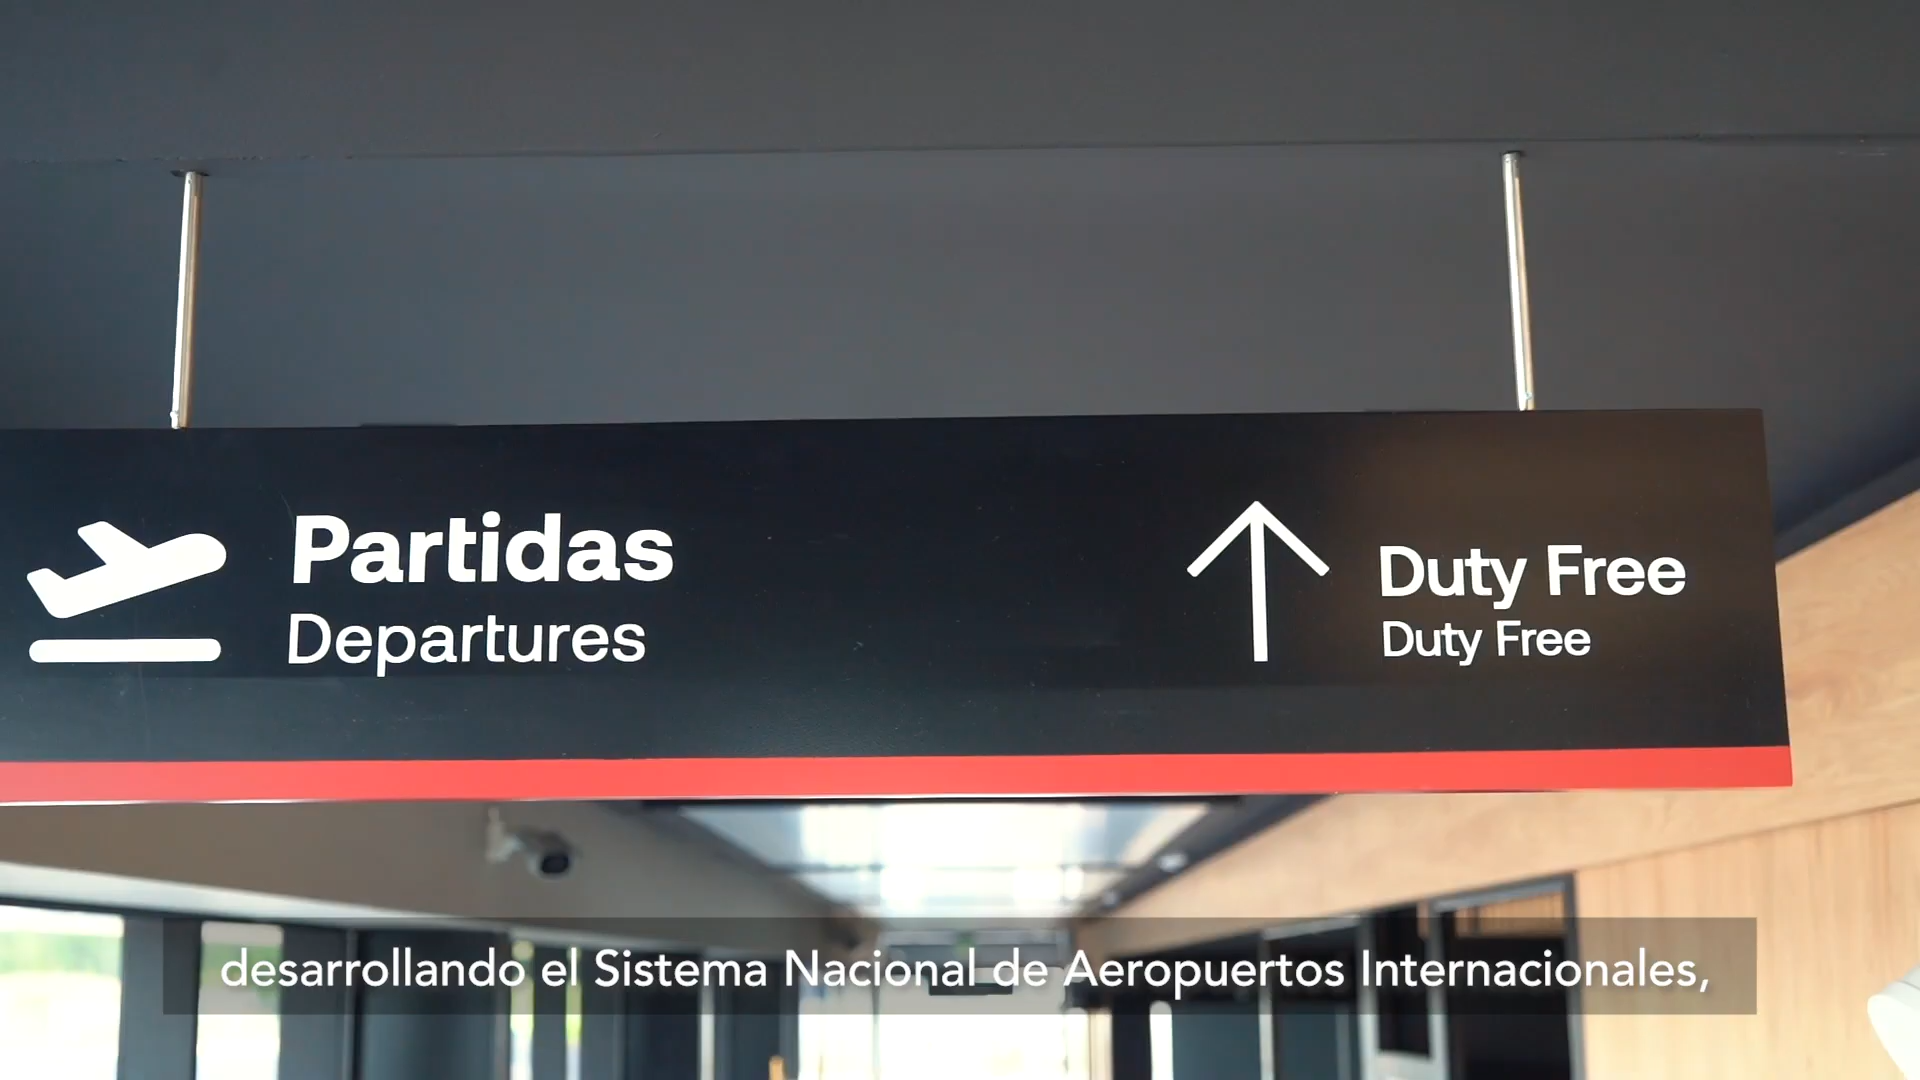 Partidas
Departures
Duty Free
Duty Free
desarrollando el Sistema Nacional de Aeropuertos Internacionales,